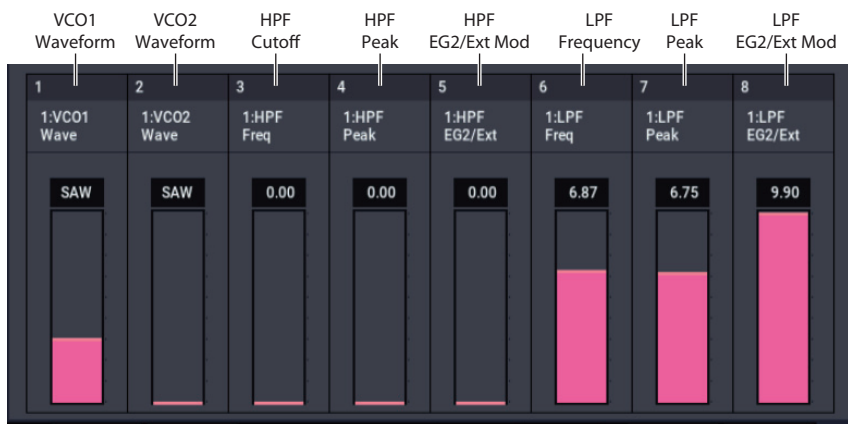 VCO1 VCO2 HPF HPF HPF LPF LPF LPF
Waveform Waveform Cutoff Peak EG2/Ext Mod Frequency Peak EG2/Ext Mod
1 2 3 4 5 6 7 8
1:VCO1 1:VCO2 1:HPF 1:HPF 1:HPF 1:LPF 1:LPF 1:LPF
Wave Wave Freq Peak EG2/Ext Freq Peak EG2/Ext
SAW SAW 0.00 0.00 0.00 6.87 6.75 9.90